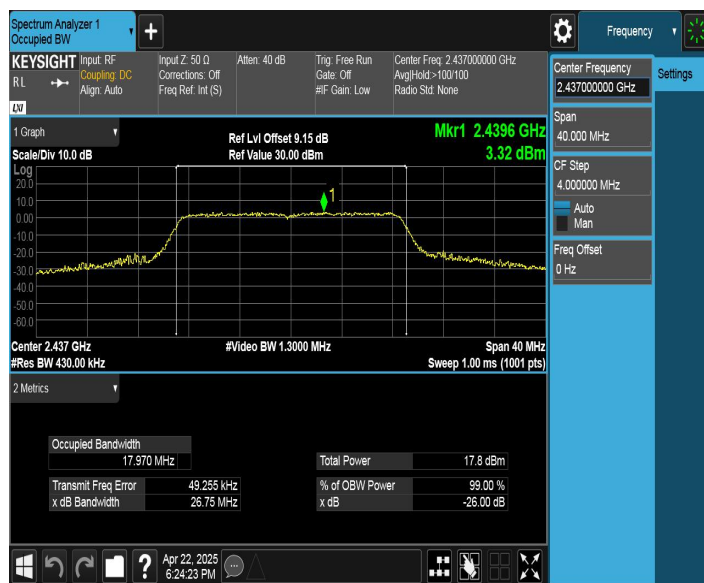 Spectrum Analyzer 1
Occupied BW
+
Frequency
KEYSIGHT
RL
LXI
Input: RF
Coupling: DC
Align: Auto
Input Z: 50 Ω
Corrections: Off
Freq Ref: Int (S)
Atten: 40 dB
Trig: Free Run
Gate: Off
#IF Gain: Low
Center Freq: 2.437000000 GHz
Avg|Hold:>100/100
Radio Std: None
Center Frequency
2.437000000 GHz
Settings
Span
40.000 MHz
CF Step
4.000000 MHz
Auto
Man
Freq Offset
0 Hz
1 Graph
Scale/Div 10.0 dB
Ref Lvl Offset 9.15 dB
Ref Value 30.00 dBm
Mkr1 2.4396 GHz
3.32 dBm
Log
20.0
10.0
0.00
-10.0
-20.0
-30.0
-40.0
-50.0
-60.0
1
Center 2.437 GHz
#Res BW 430.00 kHz
#Video BW 1.3000 MHz
Span 40 MHz
Sweep 1.00 ms (1001 pts)
2 Metrics
Occupied Bandwidth
17.970 MHz
Total Power 17.8 dBm
Transmit Freq Error 49.255 kHz
% of OBW Power 99.00 %
x dB Bandwidth 26.75 MHz
x dB -26.00 dB
?
Apr 22, 2025
6:24:23 PM